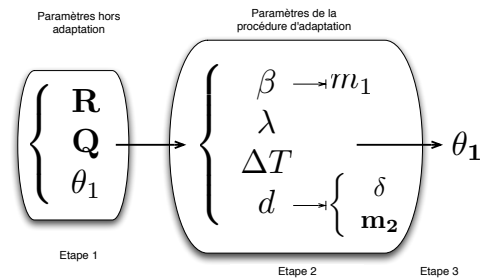 Paramètres hors
adaptation
Paramètres de la
procédure d'adaptation
R
Q
θ₁
β → m₁
λ
ΔT
d → { δ
m₂
θ₁
Etape 1
Etape 2
Etape 3